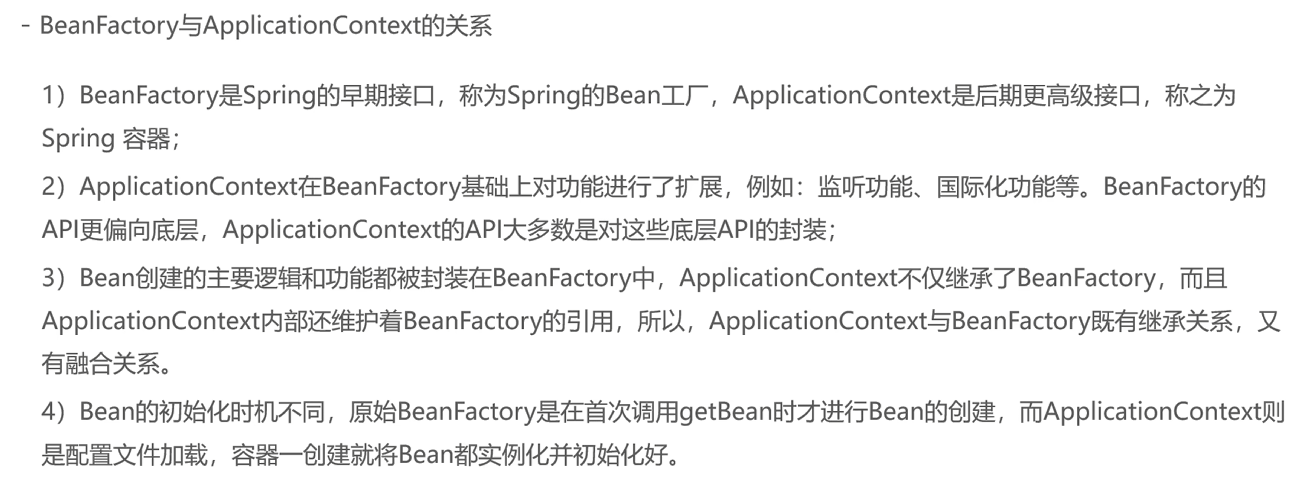 - BeanFactory与ApplicationContext的关系
1）BeanFactory是Spring的早期接口，称为Spring的Bean工厂，ApplicationContext是后期更高级接口，称之为
Spring 容器；
2）ApplicationContext在BeanFactory基础上对功能进行了扩展，例如：监听功能、国际化功能等。BeanFactory的
API更偏向底层，ApplicationContext的API大多数是对这些底层API的封装；
3）Bean创建的主要逻辑和功能都被封装在BeanFactory中，ApplicationContext不仅继承了BeanFactory，而且
ApplicationContext内部还维护着BeanFactory的引用，所以，ApplicationContext与BeanFactory既有继承关系，又
有融合关系。
4）Bean的初始化时机不同，原始BeanFactory是在首次调用getBean时才进行Bean的创建，而ApplicationContext则
是配置文件加载，容器一创建就将Bean都实例化并初始化好。